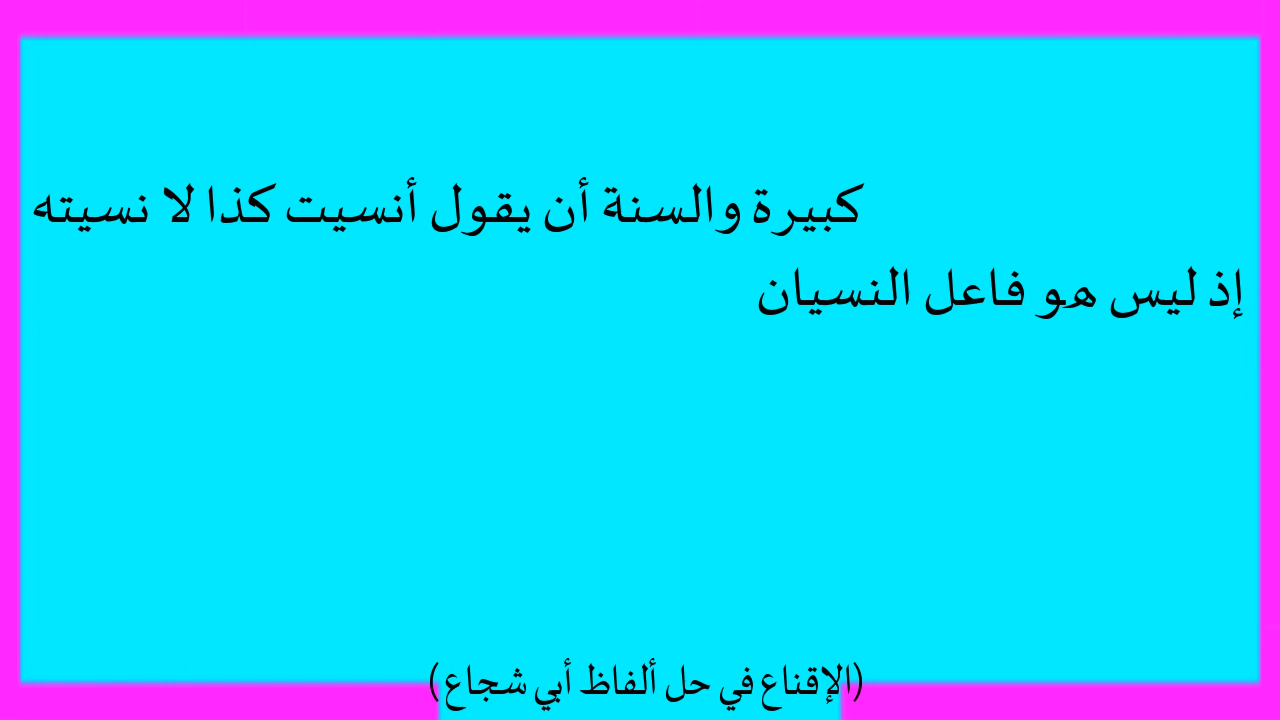 كبيرة والسنة أن يقول أنسيت كذا لا نسيته
إذ ليس هو فاعل النسيان
(الإقناع في حل ألفاظ أبي شجاع)